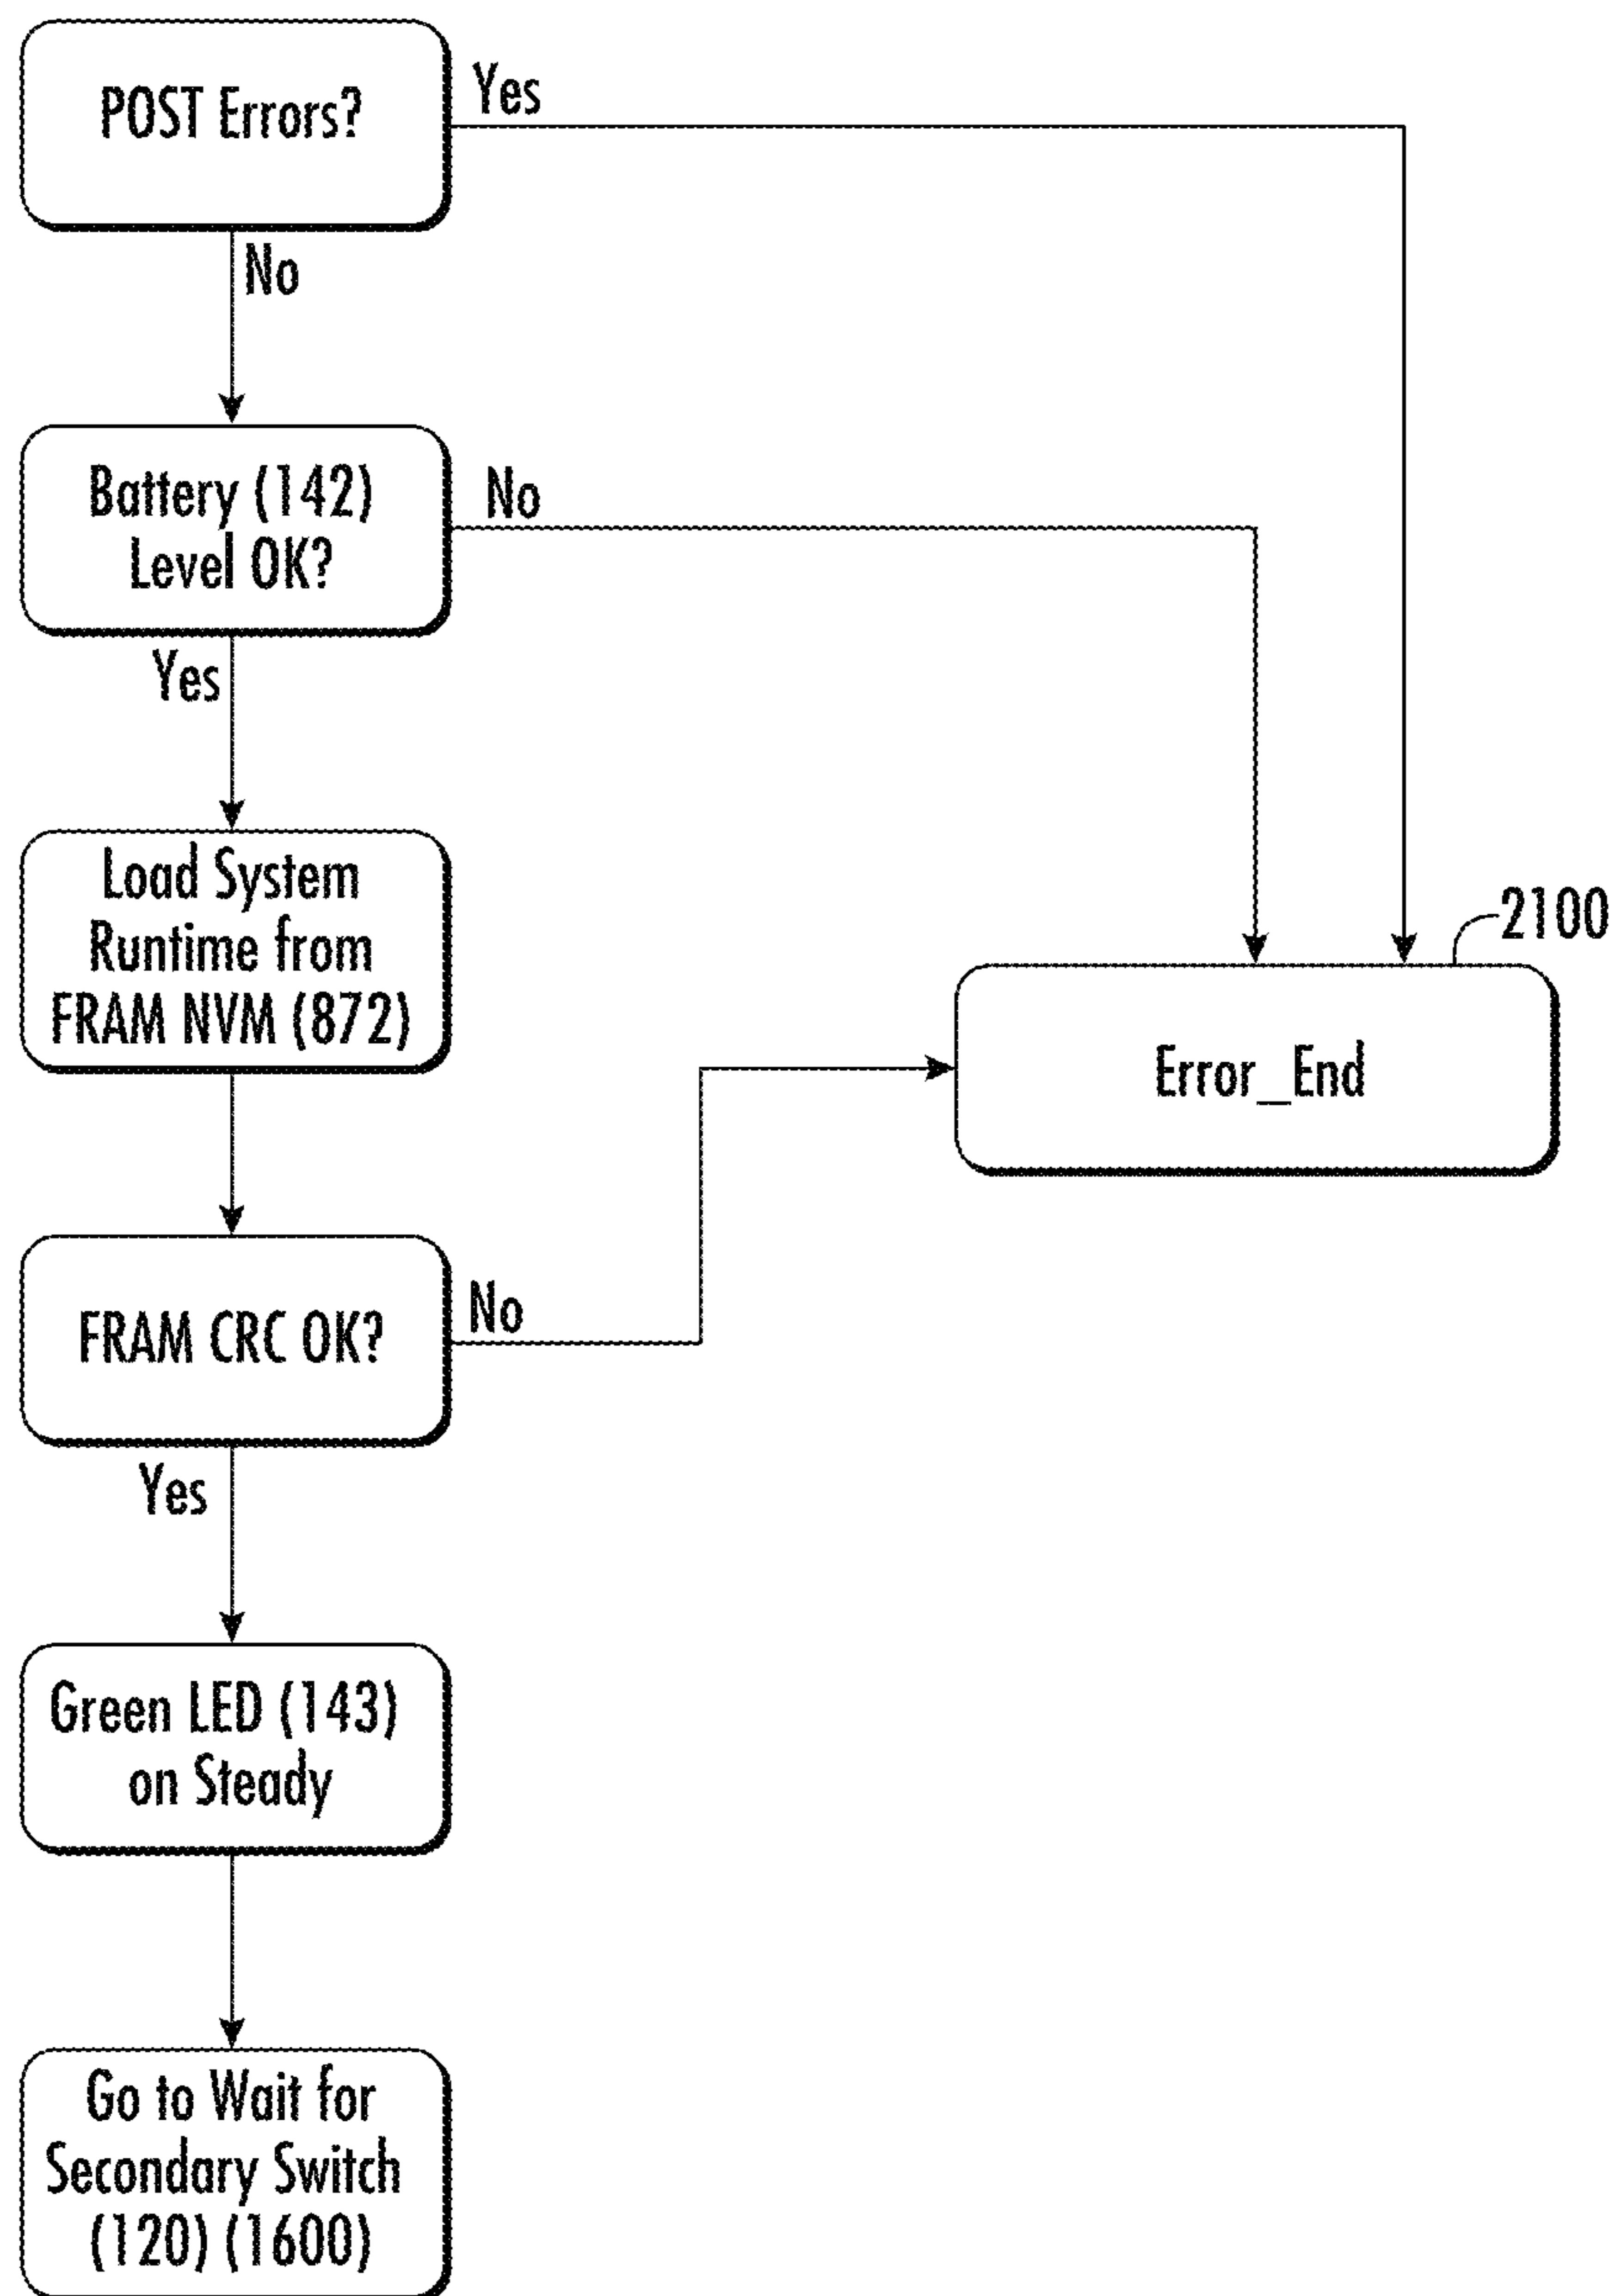 POST Errors?
Yes
No
Battery (142)
Level OK?
No
Yes
Load System
Runtime from
FRAM NVM (872)
2100
Error_End
FRAM CRC OK?
No
Yes
Green LED (143)
on Steady
Go to Wait for
Secondary Switch
(120) (1600)